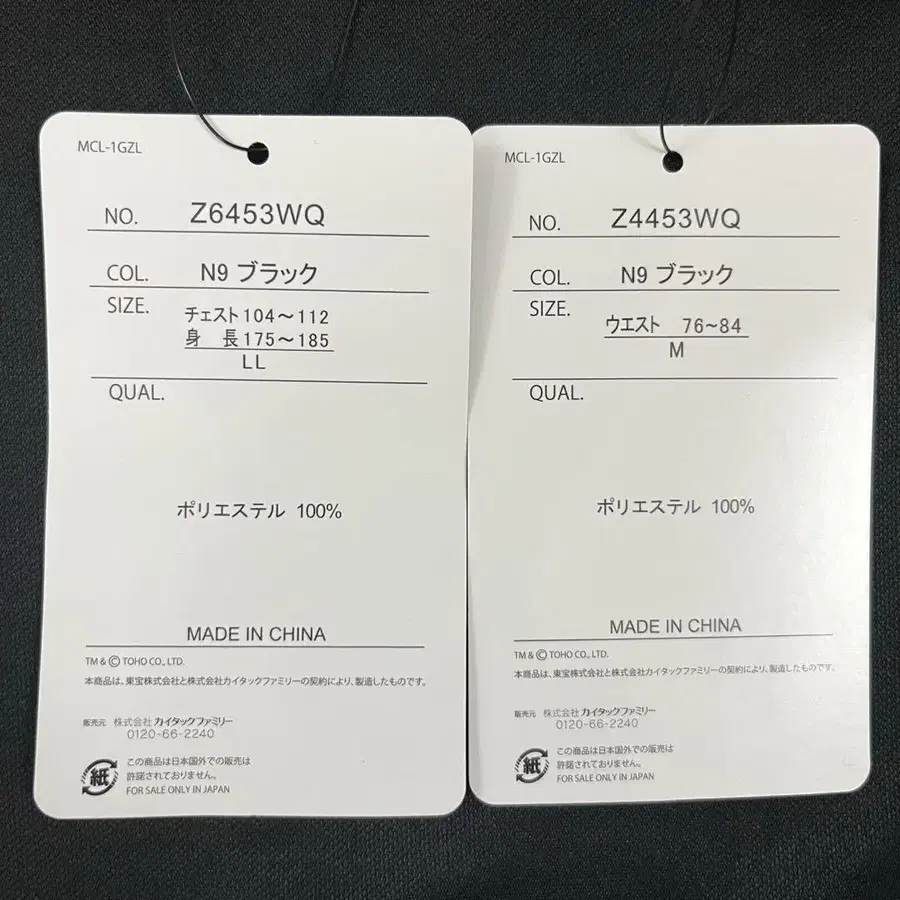 MCL-1GZL
NO. Z6453WQ
COL. N9 ブラック
SIZE. チェスト104～112
身 長175～185
LL
QUAL.
ポリエステル 100%
MADE IN CHINA
TM & © TOHO CO., LTD.
本商品は、東宝株式会社と株式会社カイタックファミリーの契約により、製造したものです。
販売元 株式会社 カイタックファミリー
0120-66-2240
紙
この商品は日本国外での販売は
許諾されておりません。
FOR SALE ONLY IN JAPAN
MCL-1GZL
NO. Z4453WQ
COL. N9 ブラック
SIZE. ウエスト 76~84
M
QUAL.
ポリエステル 100%
MADE IN CHINA
TM & © TOHO CO., LTD.
本商品は、東宝株式会社と株式会社カイタックファミリーの契約により、製造したものです。
販売元 株式会社 カイタックファミリー
0120-66-2240
紙
この商品は日本国外での販売は
許諾されておりません。
FOR SALE ONLY IN JAPAN